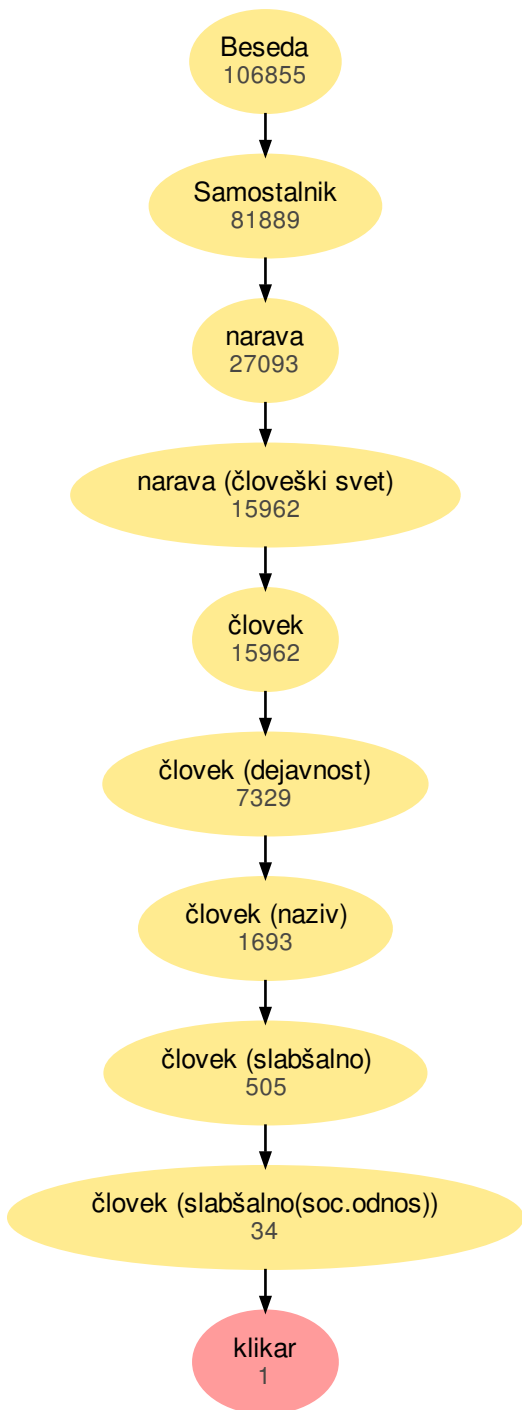 Beseda
106855
Samostalnik
81889
narava
27093
narava (človeški svet)
15962
človek
15962
človek (dejavnost)
7329
človek (naziv)
1693
človek (slabšalno)
505
človek (slabšalno(soc.odnos))
34
klikar
1